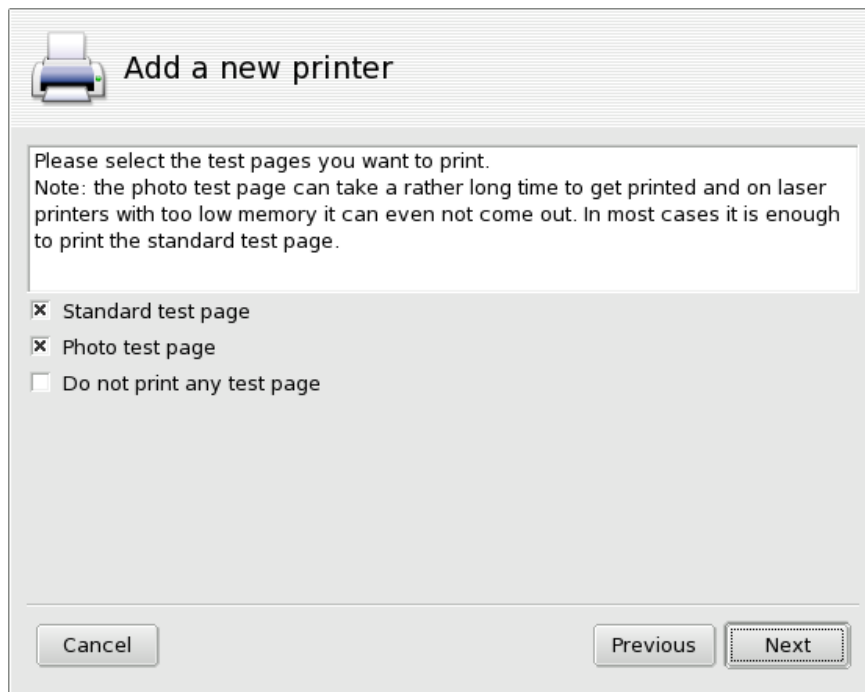 Add a new printer
Please select the test pages you want to print.
Note: the photo test page can take a rather long time to get printed and on laser
printers with too low memory it can even not come out. In most cases it is enough
to print the standard test page.
Standard test page
Photo test page
Do not print any test page
Cancel
Previous
Next